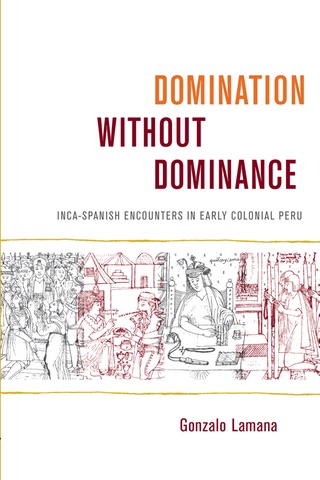 DOMINATION
WITHOUT
DOMINANCE
INCA-SPANISH ENCOUNTERS IN EARLY COLONIAL PERU
Gonzalo Lamana